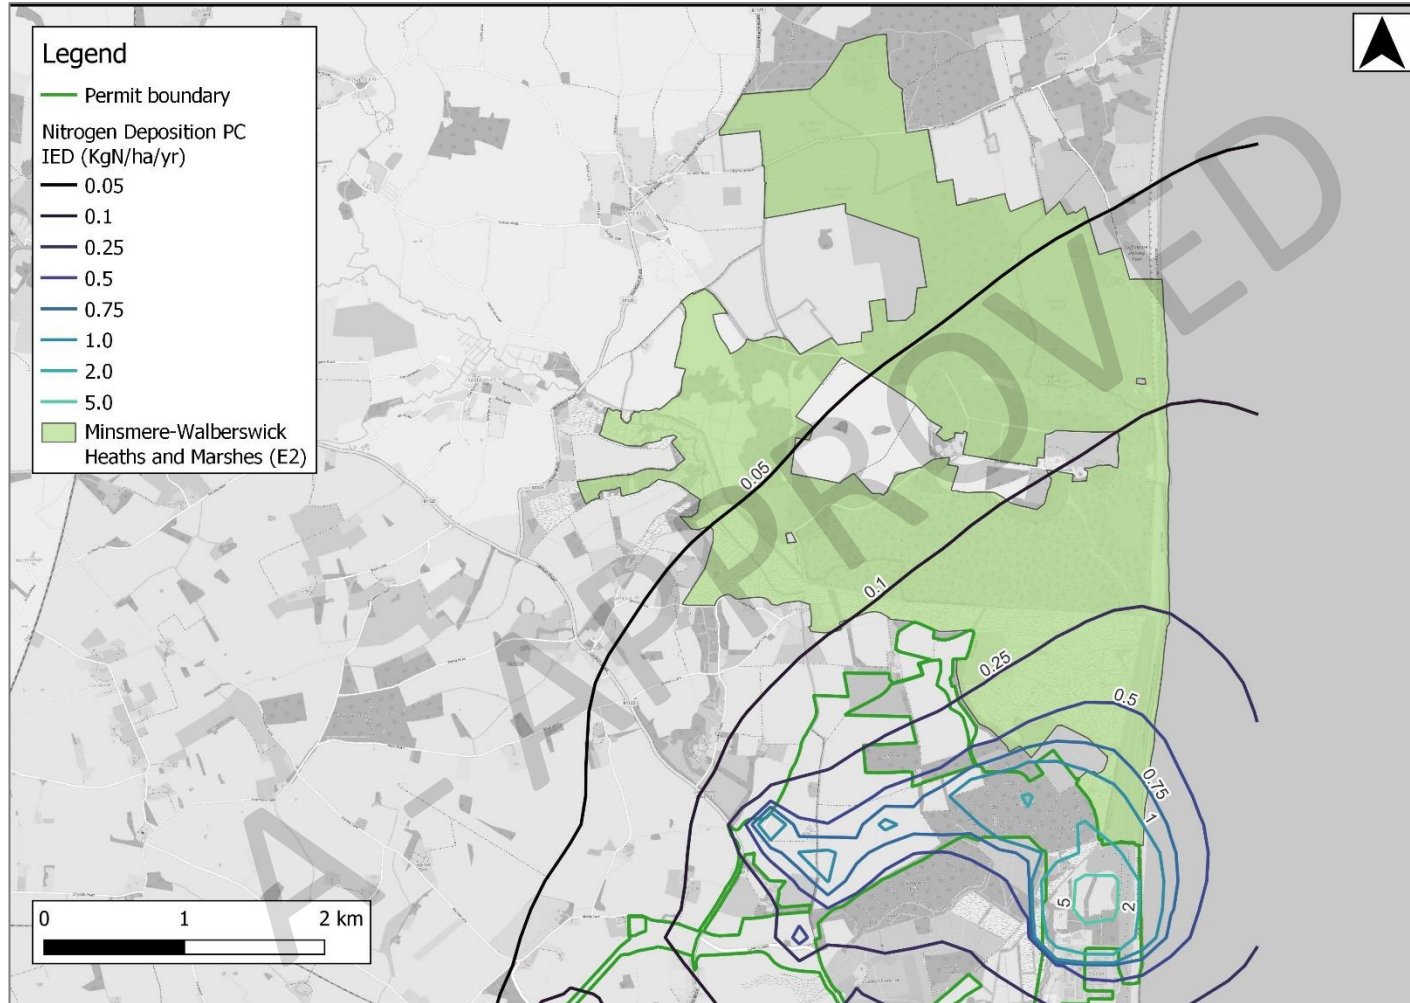 Legend
Permit boundary
Nitrogen Deposition PC
IED (KgN/ha/yr)
0.05
0.1
0.25
0.5
0.75
1.0
2.0
5.0
Minsmere-Walberswick
Heaths and Marshes (E2)
A - APPROVED
0.05
0.1
0.25
0.5
0.75
1
5
2
0 1 2 km